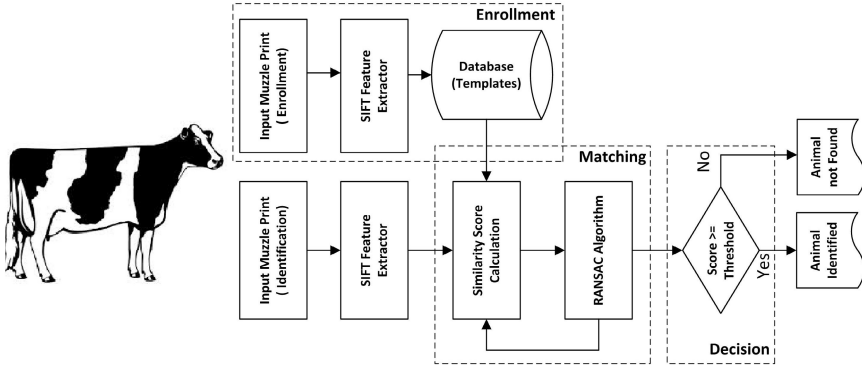 Enrollment
Input Muzzle Print
( Enrollment)
SIFT Feature
Extractor
Database
(Templates)
Matching
Input Muzzle Print
( Identification)
SIFT Feature
Extractor
Similarity Score
Calculation
RANSAC Algorithm
Score >=
Threshold
No
Yes
Decision
Animal
not Found
Animal
Identified